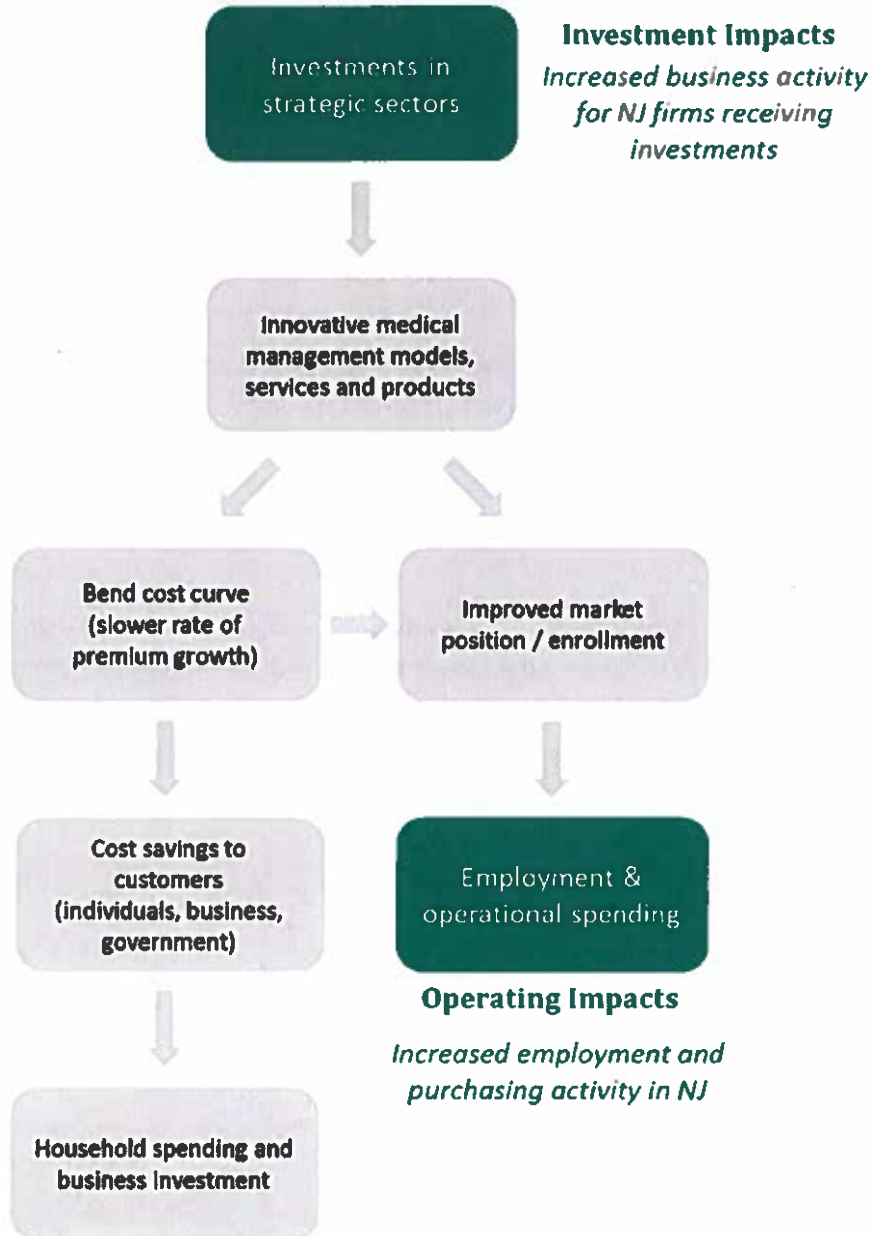 Investments in
strategic sectors
Investment Impacts
Increased business activity
for NJ firms receiving
investments
Innovative medical
management models,
services and products
Bend cost curve
(slower rate of
premium growth)
Improved market
position / enrollment
Cost savings to
customers
(individuals, business,
government)
Employment &
operational spending
Operating Impacts
Increased employment and
purchasing activity in NJ
Household spending and
business investment